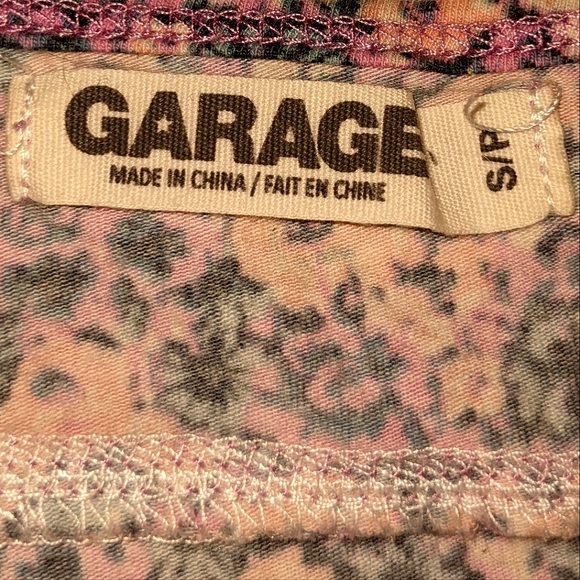 GARAGE
MADE IN CHINA / FAIT EN CHINE
S/P